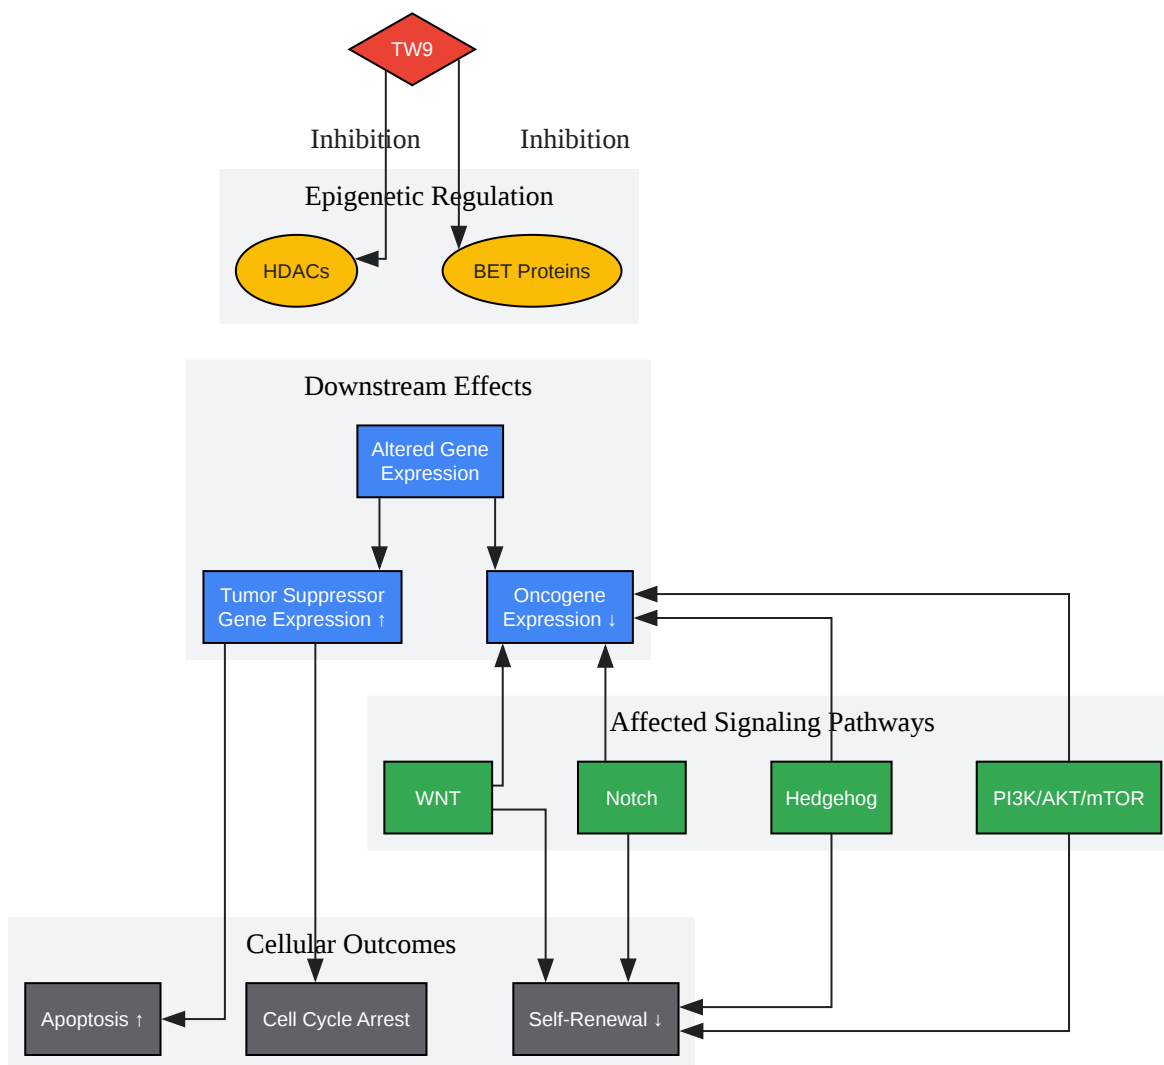 TW9
Inhibition
Inhibition
Epigenetic Regulation
HDACs
BET Proteins
Downstream Effects
Altered Gene
Expression
Tumor Suppressor
Gene Expression ↑
Oncogene
Expression ↓
Affected Signaling Pathways
WNT
Notch
Hedgehog
PI3K/AKT/mTOR
Cellular Outcomes
Apoptosis ↑
Cell Cycle Arrest
Self-Renewal ↓